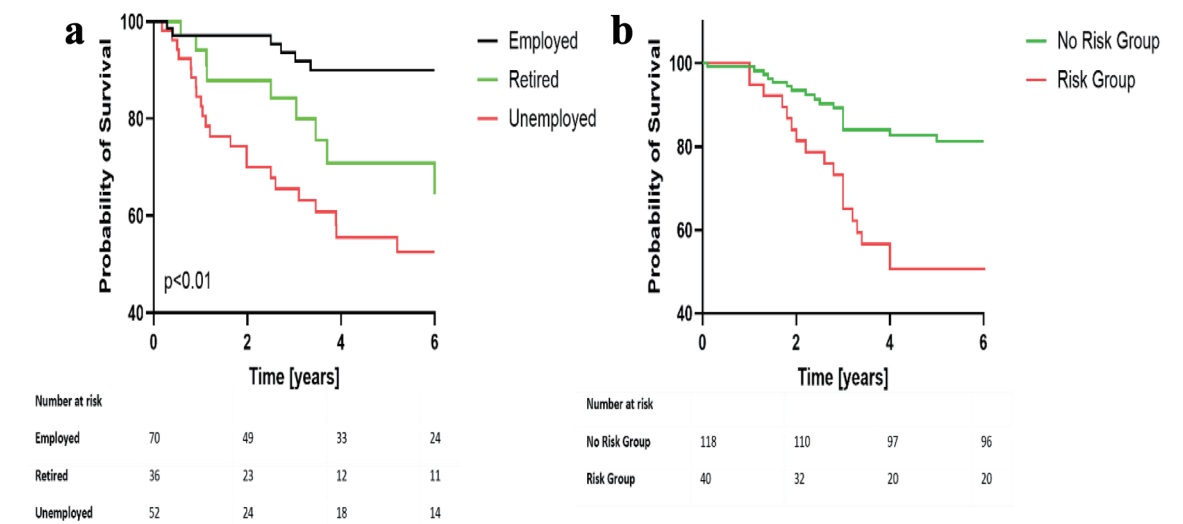 a
Probability of Survival
100
80
60
40
p<0.01
0 2 4 6
Time [years]
Employed
Retired
Unemployed
Number at risk
Employed 70 49 33 24
Retired 36 23 12 11
Unemployed 52 24 18 14
b
Probability of Survival
100
80
60
40
0 2 4 6
Time [years]
No Risk Group
Risk Group
Number at risk
No Risk Group 118 110 97 96
Risk Group 40 32 20 20